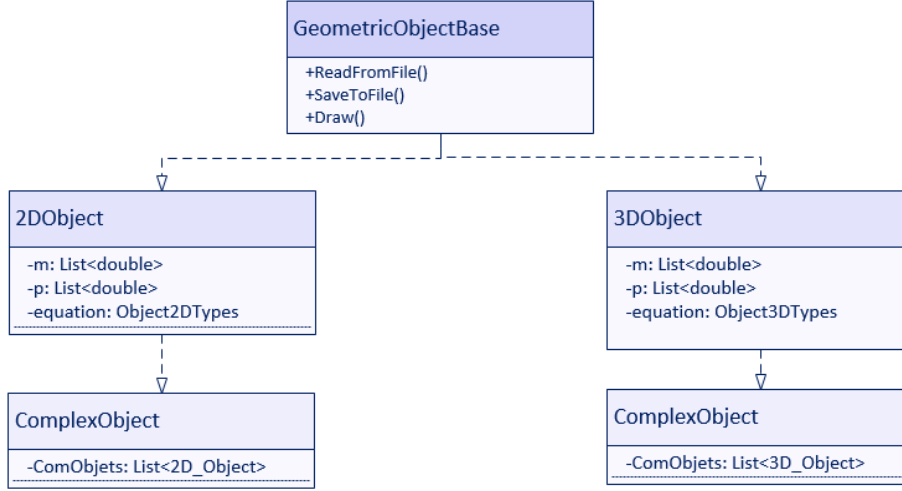 GeometricObjectBase
+ReadFromFile()
+SaveToFile()
+Draw()
2DObject
-m: List<double>
-p: List<double>
-equation: Object2DTypes
3DObject
-m: List<double>
-p: List<double>
-equation: Object3DTypes
ComplexObject
-ComObjets: List<2D_Object>
ComplexObject
-ComObjets: List<3D_Object>